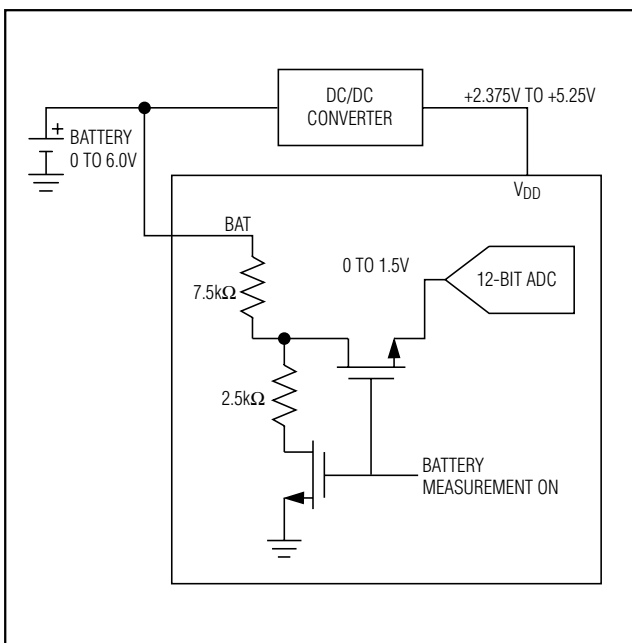 DC/DC
CONVERTER
+2.375V TO +5.25V
+
BATTERY
0 TO 6.0V
VDD
BAT
0 TO 1.5V
12-BIT ADC
7.5kΩ
2.5kΩ
BATTERY
MEASUREMENT ON